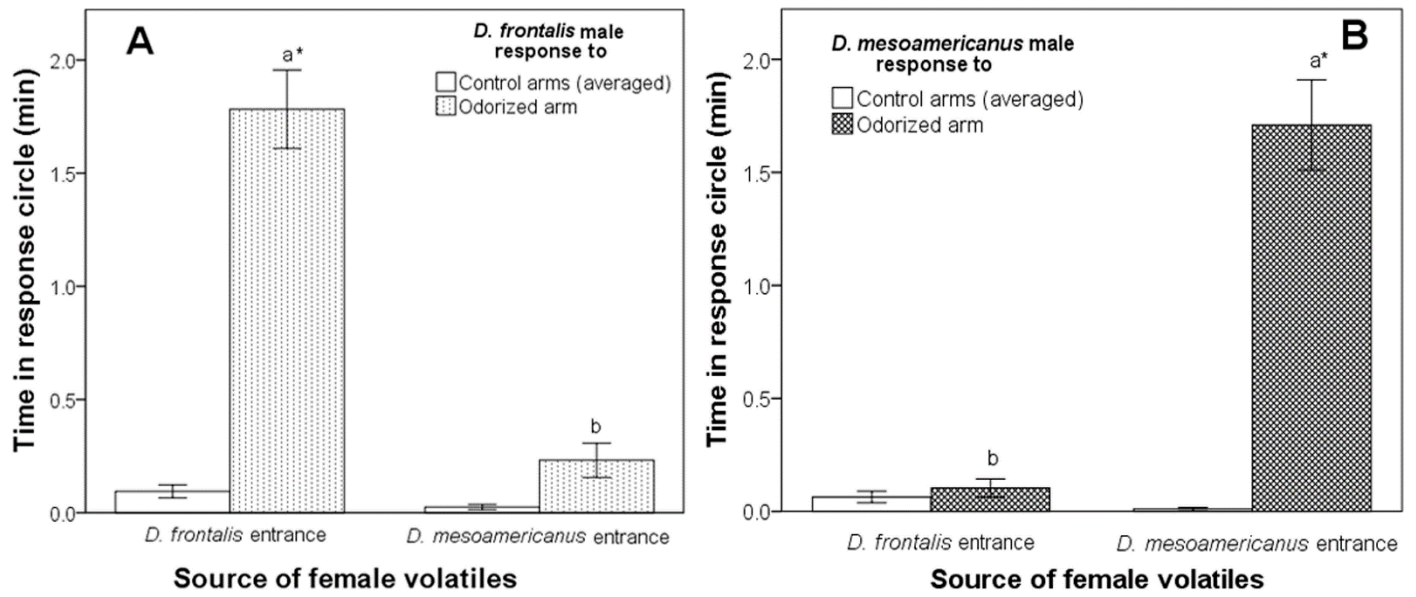 A
D. frontalis male
response to
Control arms (averaged)
Odorized arm
a*
b
2.0
1.5
1.0
0.5
0.0
Time in response circle (min)
D. frontalis entrance
D. mesoamericanus entrance
Source of female volatiles
B
D. mesoamericanus male
response to
Control arms (averaged)
Odorized arm
a*
b
2.0
1.5
1.0
0.5
0.0
Time in response circle (min)
D. frontalis entrance
D. mesoamericanus entrance
Source of female volatiles